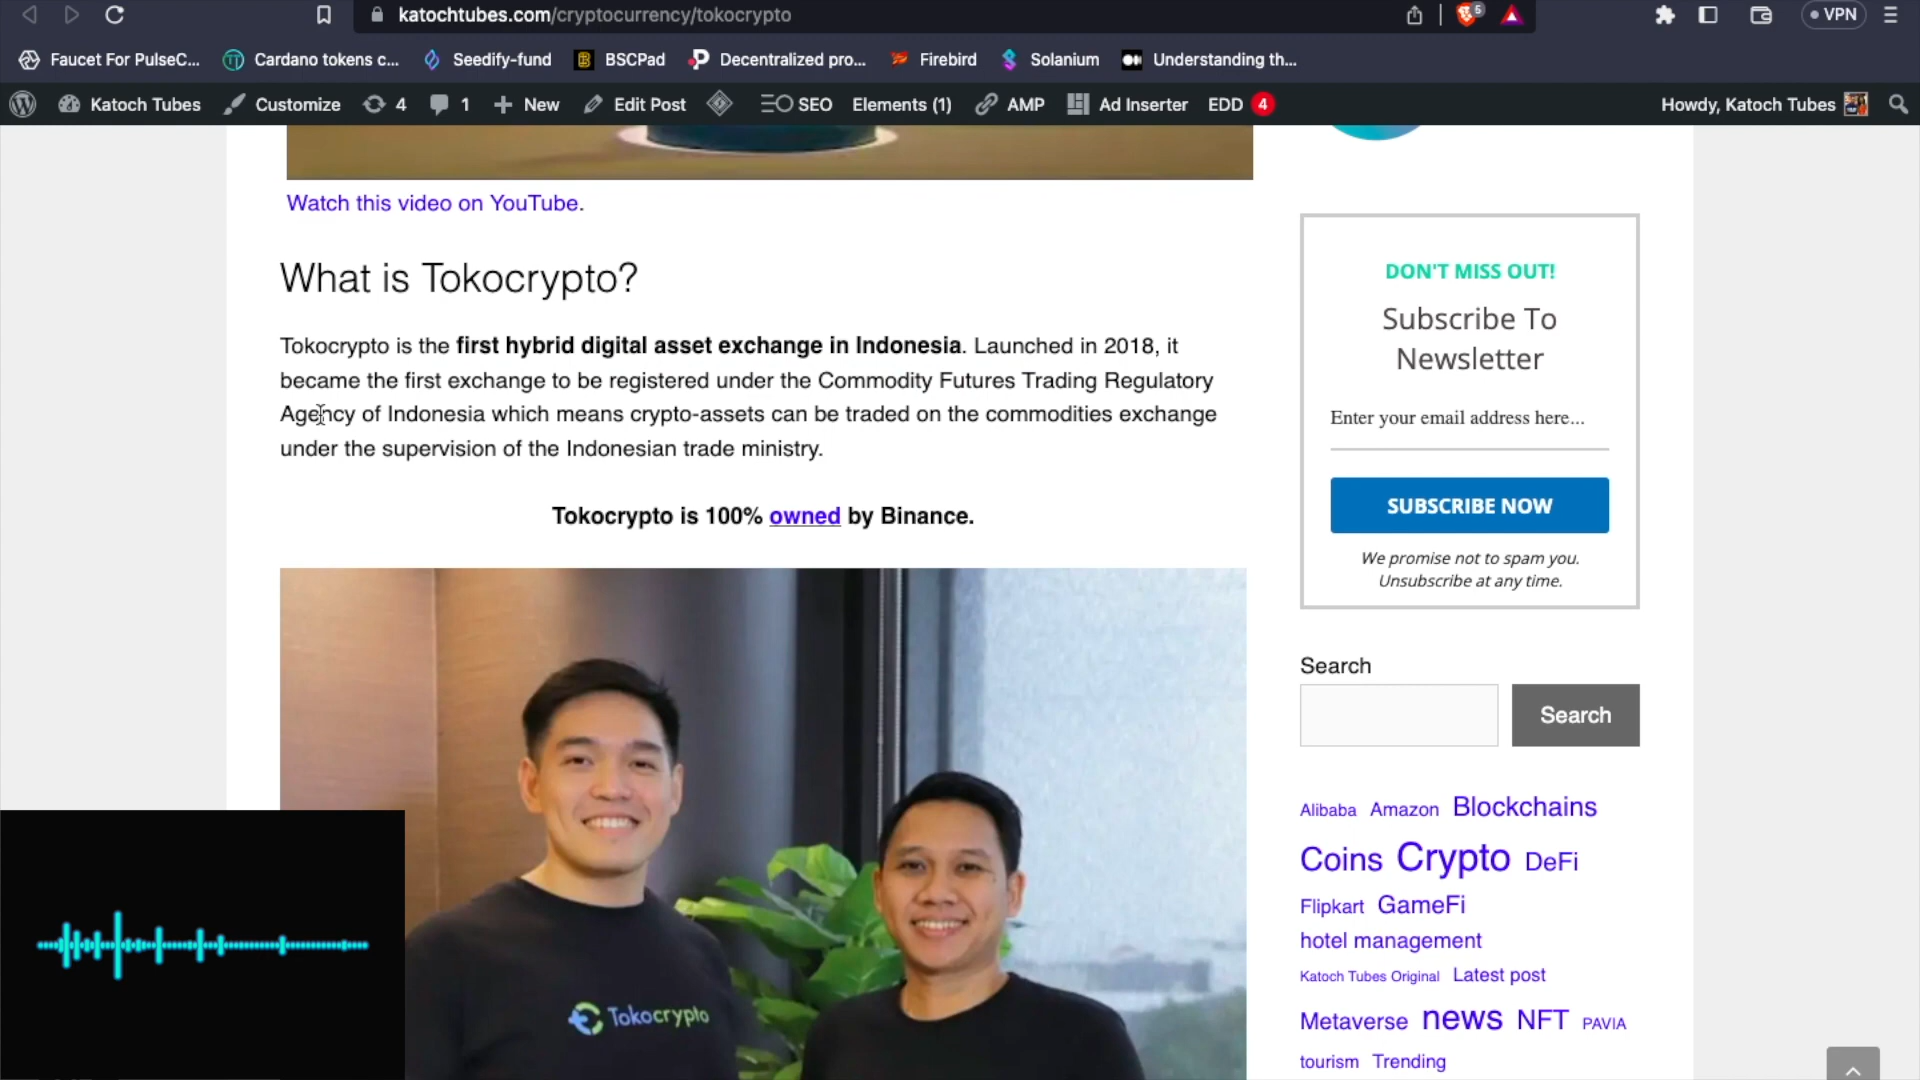 katochtubes.com/cryptocurrency/tokocrypto
5
VPN
Faucet For PulseC...
Cardano tokens c...
Seedify-fund
BSCPad
Decentralized pro...
Firebird
Solanium
Understanding th...
Katoch Tubes
Customize
4
1
New
Edit Post
SEO
Elements (1)
AMP
Ad Inserter
EDD 4
Howdy, Katoch Tubes
Watch this video on YouTube.
What is Tokocrypto?
Tokocrypto is the first hybrid digital asset exchange in Indonesia. Launched in 2018, it
became the first exchange to be registered under the Commodity Futures Trading Regulatory
Agency of Indonesia which means crypto-assets can be traded on the commodities exchange
under the supervision of the Indonesian trade ministry.
Tokocrypto is 100% owned by Binance.
Tokocrypto
DON'T MISS OUT!
Subscribe To
Newsletter
Enter your email address here...
SUBSCRIBE NOW
We promise not to spam you.
Unsubscribe at any time.
Search
Search
Alibaba Amazon Blockchains
Coins Crypto DeFi
Flipkart GameFi
hotel management
Katoch Tubes Original Latest post
Metaverse news NFT PAVIA
tourism Trending